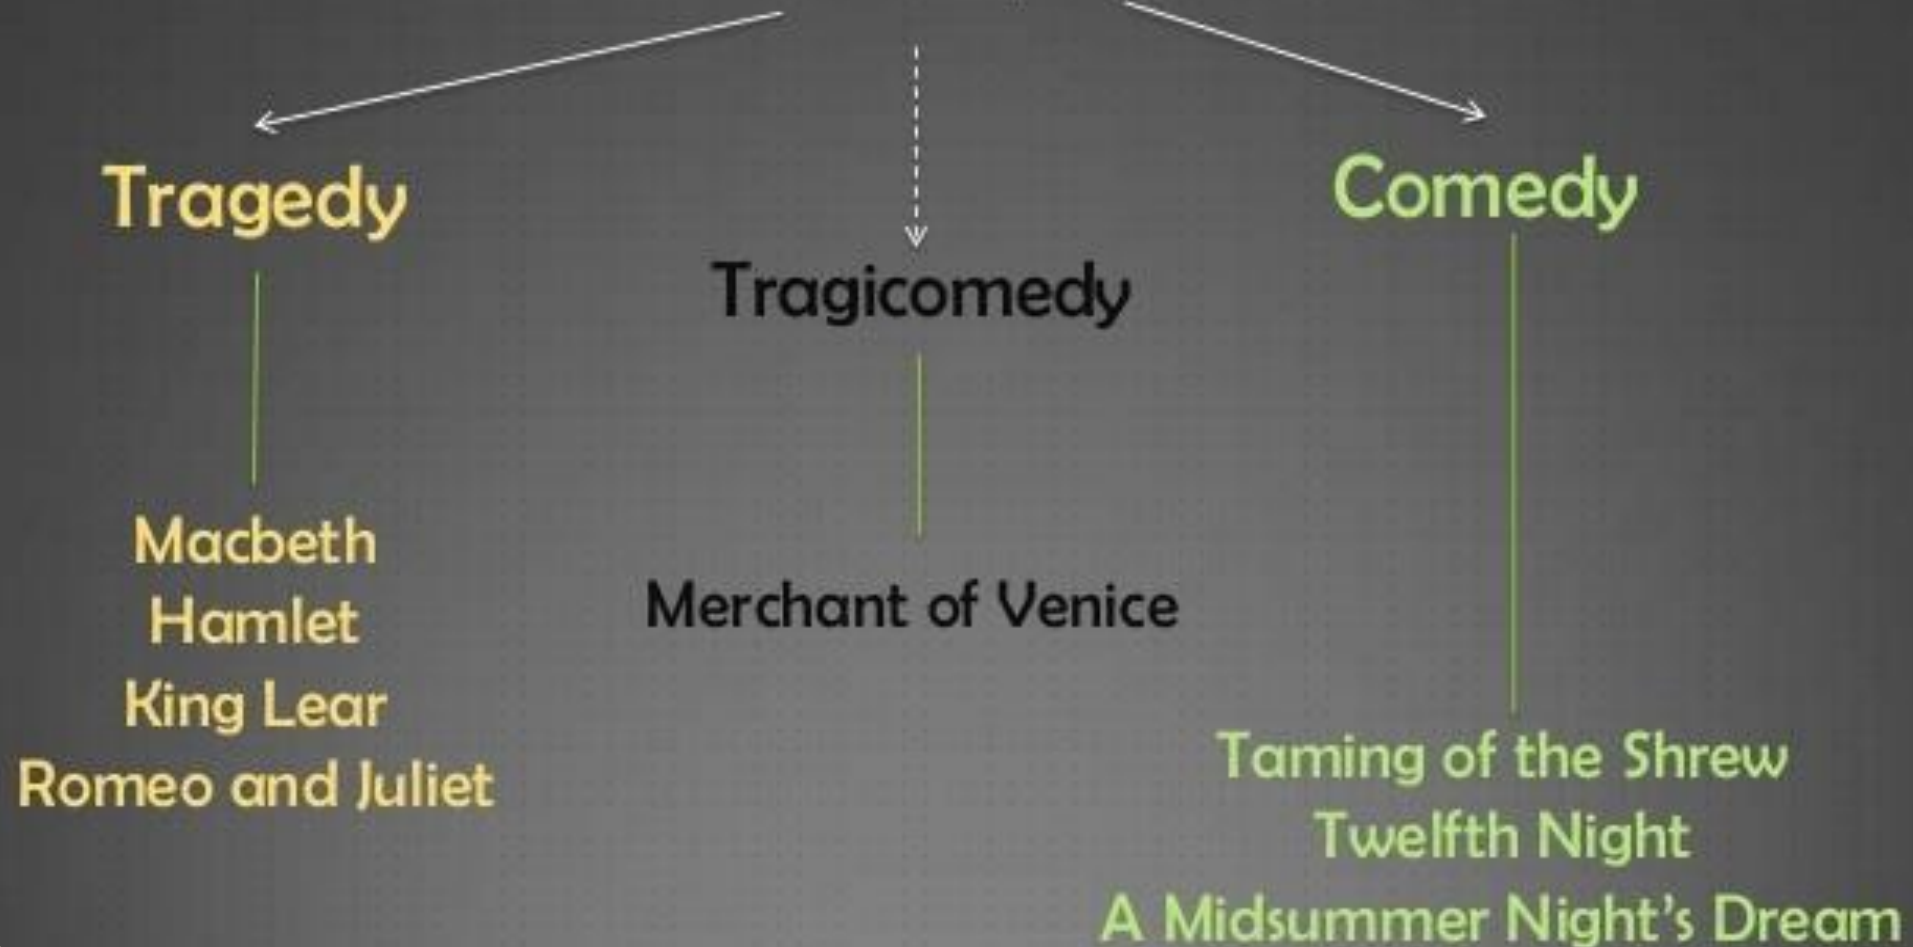 Tragedy
Comedy
Tragicomedy
Macbeth
Hamlet
King Lear
Romeo and Juliet
Merchant of Venice
Taming of the Shrew
Twelfth Night
A Midsummer Night's Dream